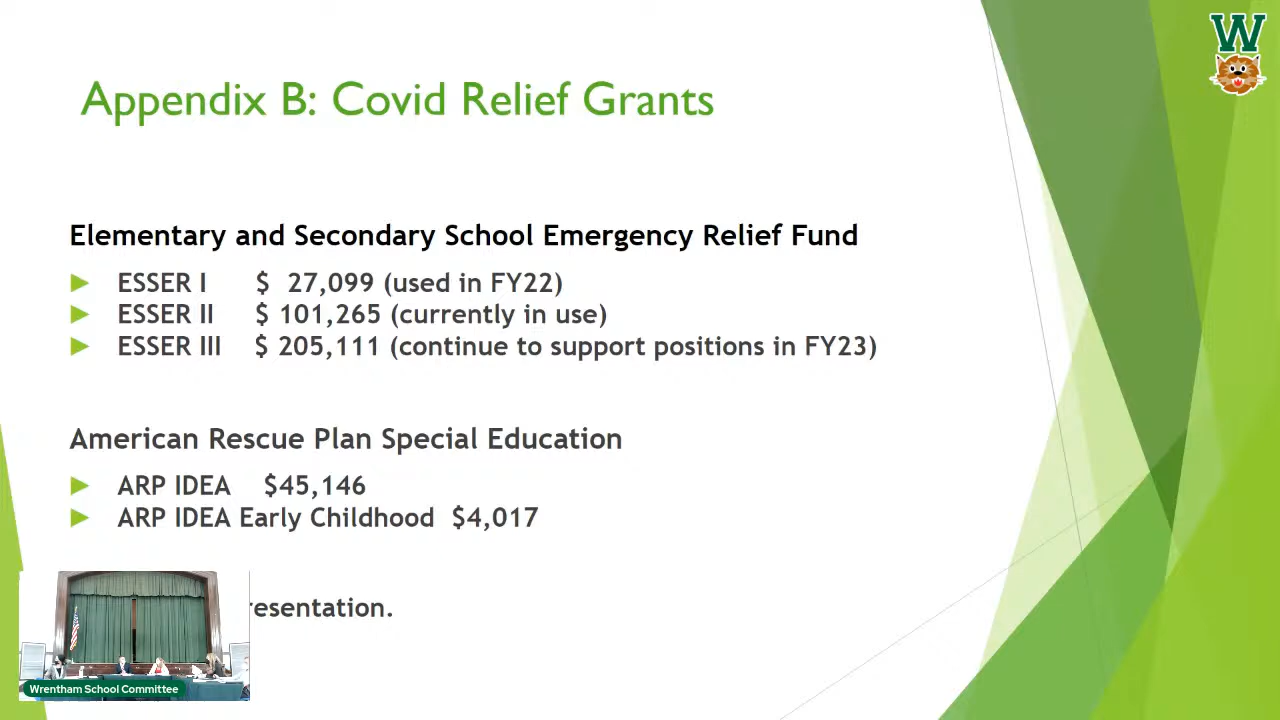 W
Appendix B: Covid Relief Grants
Elementary and Secondary School Emergency Relief Fund
ESSER I $ 27,099 (used in FY22)
ESSER II $ 101,265 (currently in use)
ESSER III $ 205,111 (continue to support positions in FY23)
American Rescue Plan Special Education
ARP IDEA $45,146
ARP IDEA Early Childhood $4,017
resentation.
Wrentham School Committee